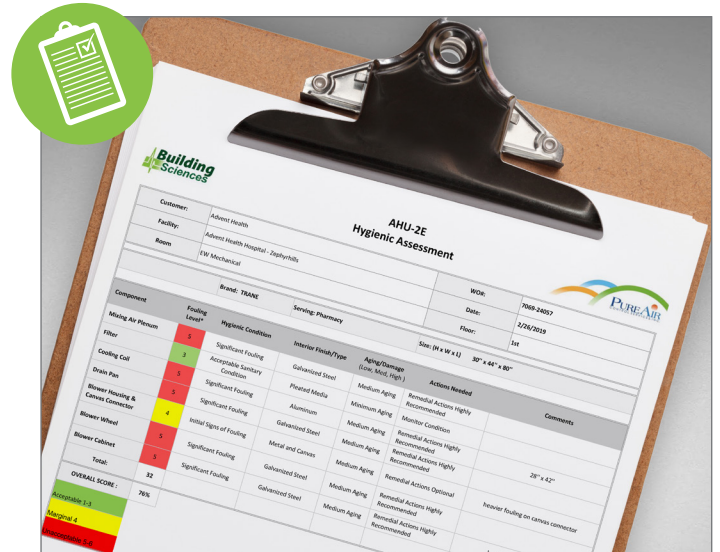 Building
Sciences
AHU-2E
Hygienic Assessment
PURE AIR
Customer: Advent Health WO#: 7069-24057
Facility: Advent Health Hospital - Zephyrhills Date: 2/26/2019
Room EW Mechanical Floor: 1st
Brand: TRANE Serving: Pharmacy Size: (H x W x L) 30" x 44" x 80"
Component Fouling Level* Hygienic Condition Interior Finish/Type Aging/Damage (Low, Med, High ) Actions Needed Comments
Mixing Air Plenum 5 Significant Fouling Galvanized Steel Medium Aging Remedial Actions Highly Recommended
Filter 3 Acceptable Sanitary Condition Pleated Media Minimum Aging Monitor Condition
Cooling Coil 5 Significant Fouling Aluminum Medium Aging Remedial Actions Highly Recommended 28" x 42"
Drain Pan 5 Significant Fouling Galvanized Steel Medium Aging Remedial Actions Highly Recommended
Blower Housing & Canvas Connector 4 Initial Signs of Fouling Metal and Canvas Medium Aging Remedial Actions Optional heavier fouling on canvas connector
Blower Wheel 5 Significant Fouling Galvanized Steel Medium Aging Remedial Actions Highly Recommended
Blower Cabinet 5 Significant Fouling Galvanized Steel Medium Aging Remedial Actions Highly Recommended
Total: 32
OVERALL SCORE : 76%
Acceptable 1-3
Marginal 4